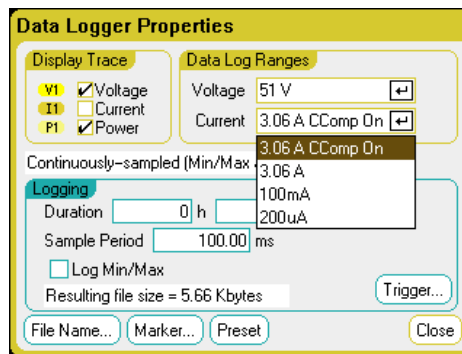 Data Logger Properties
Display Trace
V1 Voltage
I1 Current
P1 Power
Data Log Ranges
Voltage 51 V
Current 3.06 A CComp On
3.06 A CComp On
3.06 A
100mA
200uA
Continuously-sampled (Min/Max
Logging
Duration 0 h
Sample Period 100.00 ms
Log Min/Max
Resulting file size = 5.66 Kbytes
Trigger...
File Name... Marker... Preset Close